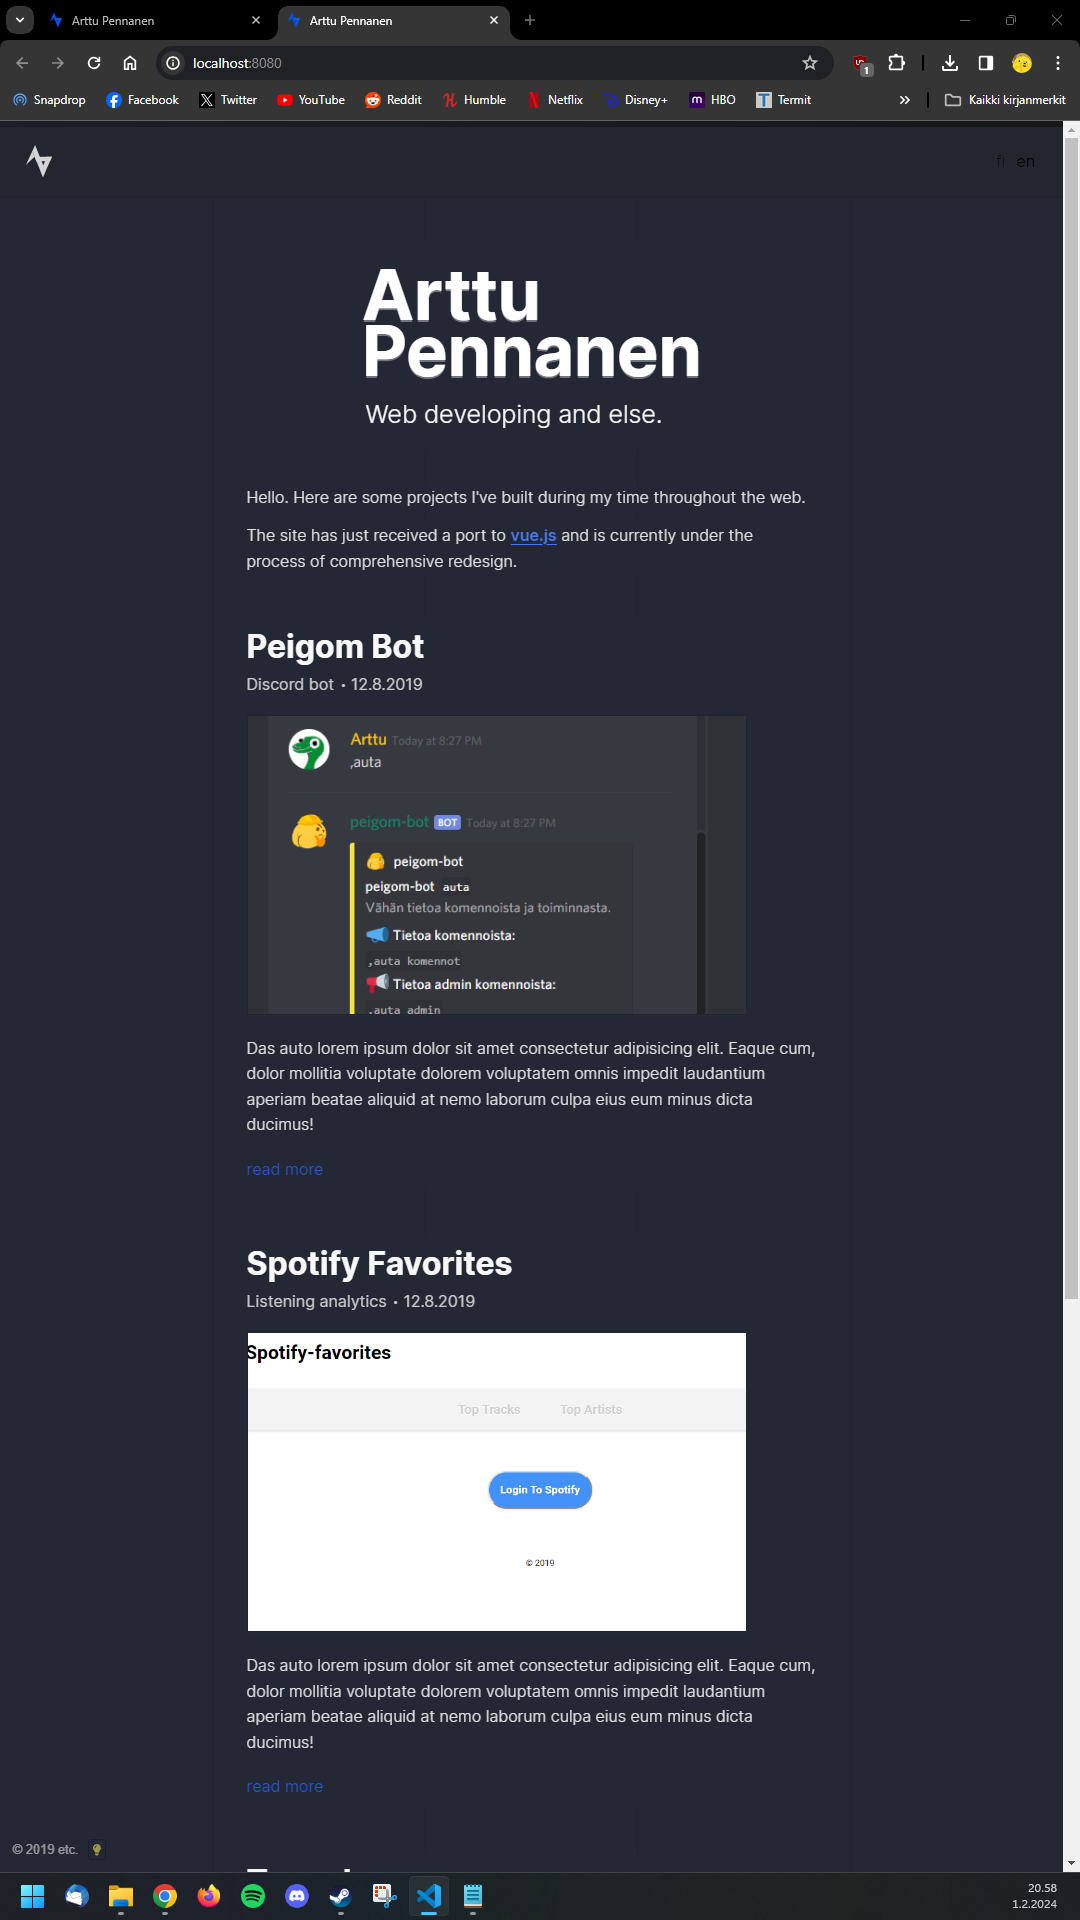 Arttu Pennanen
Arttu Pennanen
localhost:8080
1
Snapdrop Facebook Twitter YouTube Reddit Humble Netflix Disney+ HBO Termit » Kaikki kirjanmerkit
fi en
Arttu
Pennanen
Web developing and else.
Hello. Here are some projects I've built during my time throughout the web.
The site has just received a port to vue.js and is currently under the
process of comprehensive redesign.
Peigom Bot
Discord bot • 12.8.2019
Arttu Today at 8:27 PM
,auta
peigom-bot BOT Today at 8:27 PM
peigom-bot
peigom-bot auta
Vähän tietoa komennoista ja toiminnasta.
Tietoa komennoista:
,auta komennot
Tietoa admin komennoista:
,auta admin
Das auto lorem ipsum dolor sit amet consectetur adipisicing elit. Eaque cum,
dolor mollitia voluptate dolorem voluptatem omnis impedit laudantium
aperiam beatae aliquid at nemo laborum culpa eius eum minus dicta
ducimus!
read more
Spotify Favorites
Listening analytics • 12.8.2019
Spotify-favorites
Top Tracks Top Artists
Login To Spotify
© 2019
Das auto lorem ipsum dolor sit amet consectetur adipisicing elit. Eaque cum,
dolor mollitia voluptate dolorem voluptatem omnis impedit laudantium
aperiam beatae aliquid at nemo laborum culpa eius eum minus dicta
ducimus!
read more
© 2019 etc.
20.58
1.2.2024